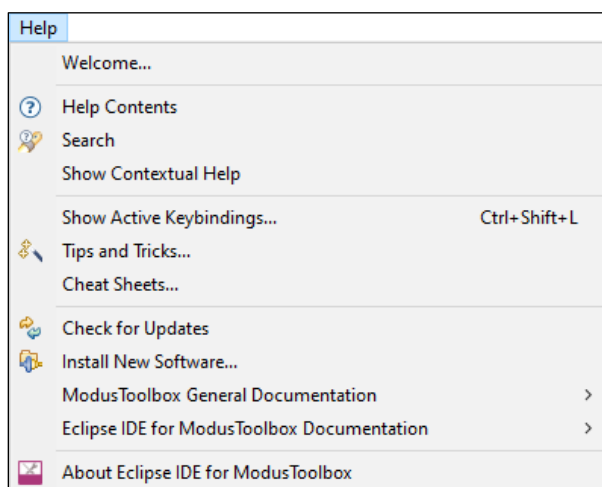 Help
Welcome...
Help Contents
Search
Show Contextual Help
Show Active Keybindings... Ctrl+Shift+L
Tips and Tricks...
Cheat Sheets...
Check for Updates
Install New Software...
ModusToolbox General Documentation
Eclipse IDE for ModusToolbox Documentation
About Eclipse IDE for ModusToolbox